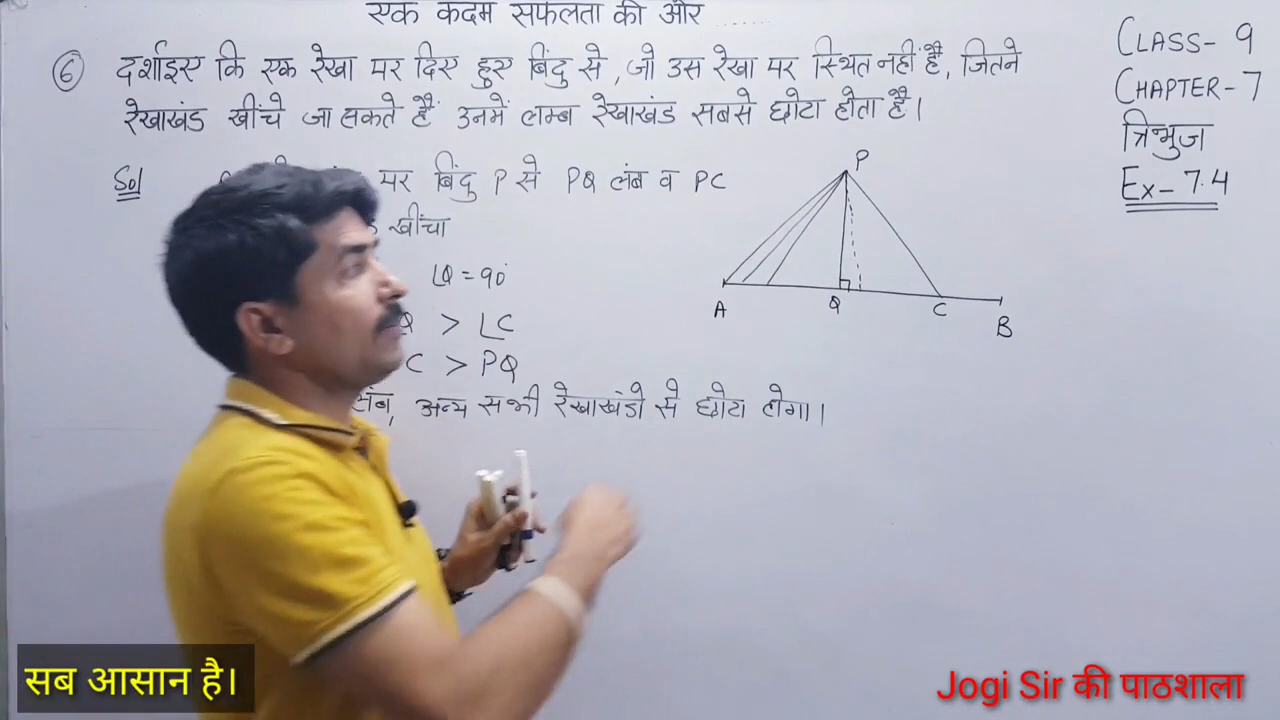 एक कदम सफलता की ओर .......
CLASS- 9
CHAPTER-7
त्रिभुज
Ex- 7.4
⑥ दर्शाइए कि एक रेखा पर दिए हुए बिंदु से, जो उस रेखा पर स्थित नहीं है, जितने
रेखाखंड खींचे जा सकते हैं उनमें लम्ब रेखाखंड सबसे छोटा होता है।
Sol पर बिंदु P से PQ लंब व PC
खींचा
∠Q = 90°
Q > ∠C
C > PQ
लंब, अन्य सभी रेखाखंडो से छोटा होगा।
P
A Q C B
सब आसान है।
Jogi Sir की पाठशाला